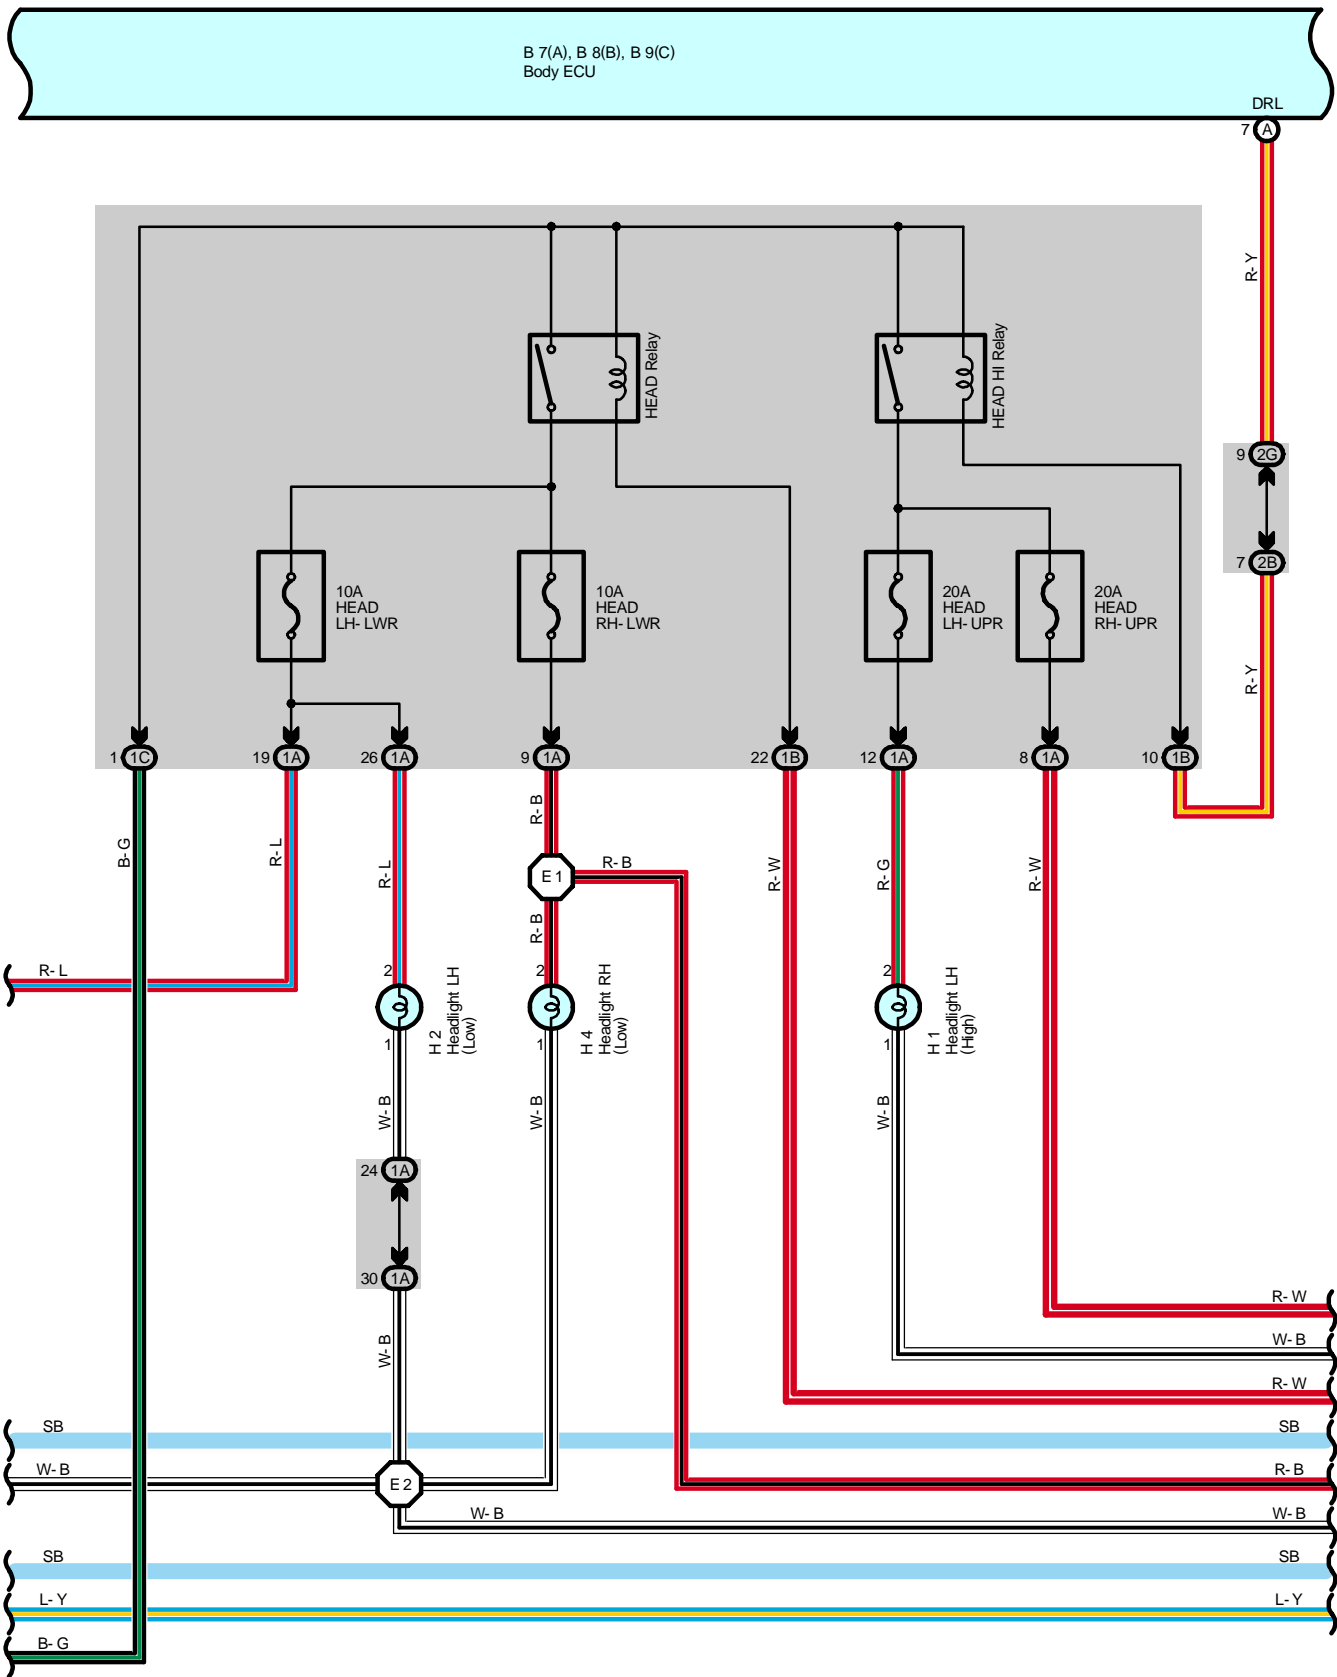 B 7(A), B 8(B), B 9(C)
Body ECU
DRL
7 A
R-Y
HEAD Relay
HEAD HI Relay
9 2G
7 2B
10A
HEAD
LH-LWR
10A
HEAD
RH-LWR
20A
HEAD
LH-UPR
20A
HEAD
RH-UPR
R-Y
1 1C
19 1A
26 1A
9 1A
22 1B
12 1A
8 1A
10 1B
B-G
R-L
R-L
R-B
E 1
R-B
R-B
R-W
R-G
R-W
R-L
2
2
2
H 2
Headlight LH
(Low)
H 4
Headlight RH
(Low)
H 1
Headlight LH
(High)
1
1
1
W-B
W-B
W-B
24 1A
30 1A
W-B
R-W
W-B
R-W
SB
SB
W-B
E 2
R-B
W-B
W-B
SB
SB
L-Y
L-Y
B-G